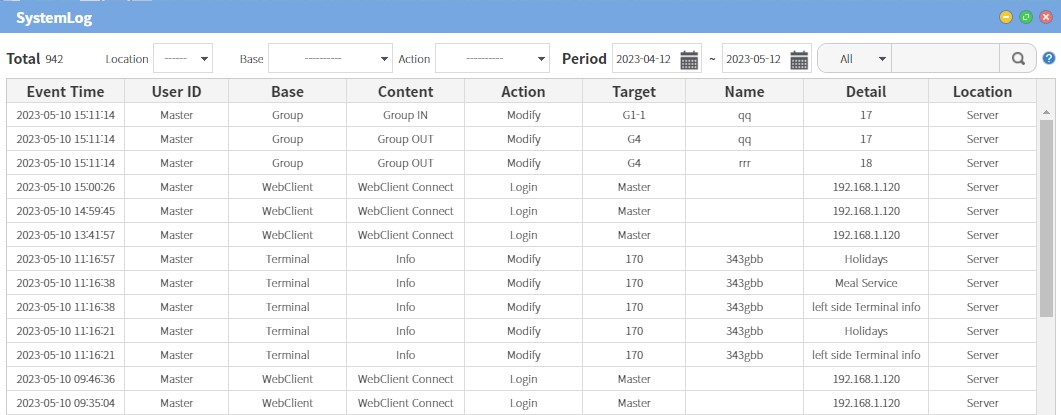 SystemLog
Total 942 Location ------ Base ---------- Action ---------- Period 2023-04-12 ~ 2023-05-12 All ?
Event Time User ID Base Content Action Target Name Detail Location
2023-05-10 15:11:14 Master Group Group IN Modify G1-1 qq 17 Server
2023-05-10 15:11:14 Master Group Group OUT Modify G4 qq 17 Server
2023-05-10 15:11:14 Master Group Group OUT Modify G4 rrr 18 Server
2023-05-10 15:00:26 Master WebClient WebClient Connect Login Master 192.168.1.120 Server
2023-05-10 14:59:45 Master WebClient WebClient Connect Login Master 192.168.1.120 Server
2023-05-10 13:41:57 Master WebClient WebClient Connect Login Master 192.168.1.120 Server
2023-05-10 11:16:57 Master Terminal Info Modify 170 343gbb Holidays Server
2023-05-10 11:16:38 Master Terminal Info Modify 170 343gbb Meal Service Server
2023-05-10 11:16:38 Master Terminal Info Modify 170 343gbb left side Terminal info Server
2023-05-10 11:16:21 Master Terminal Info Modify 170 343gbb Holidays Server
2023-05-10 11:16:21 Master Terminal Info Modify 170 343gbb left side Terminal info Server
2023-05-10 09:46:36 Master WebClient WebClient Connect Login Master 192.168.1.120 Server
2023-05-10 09:35:04 Master WebClient WebClient Connect Login Master 192.168.1.120 Server